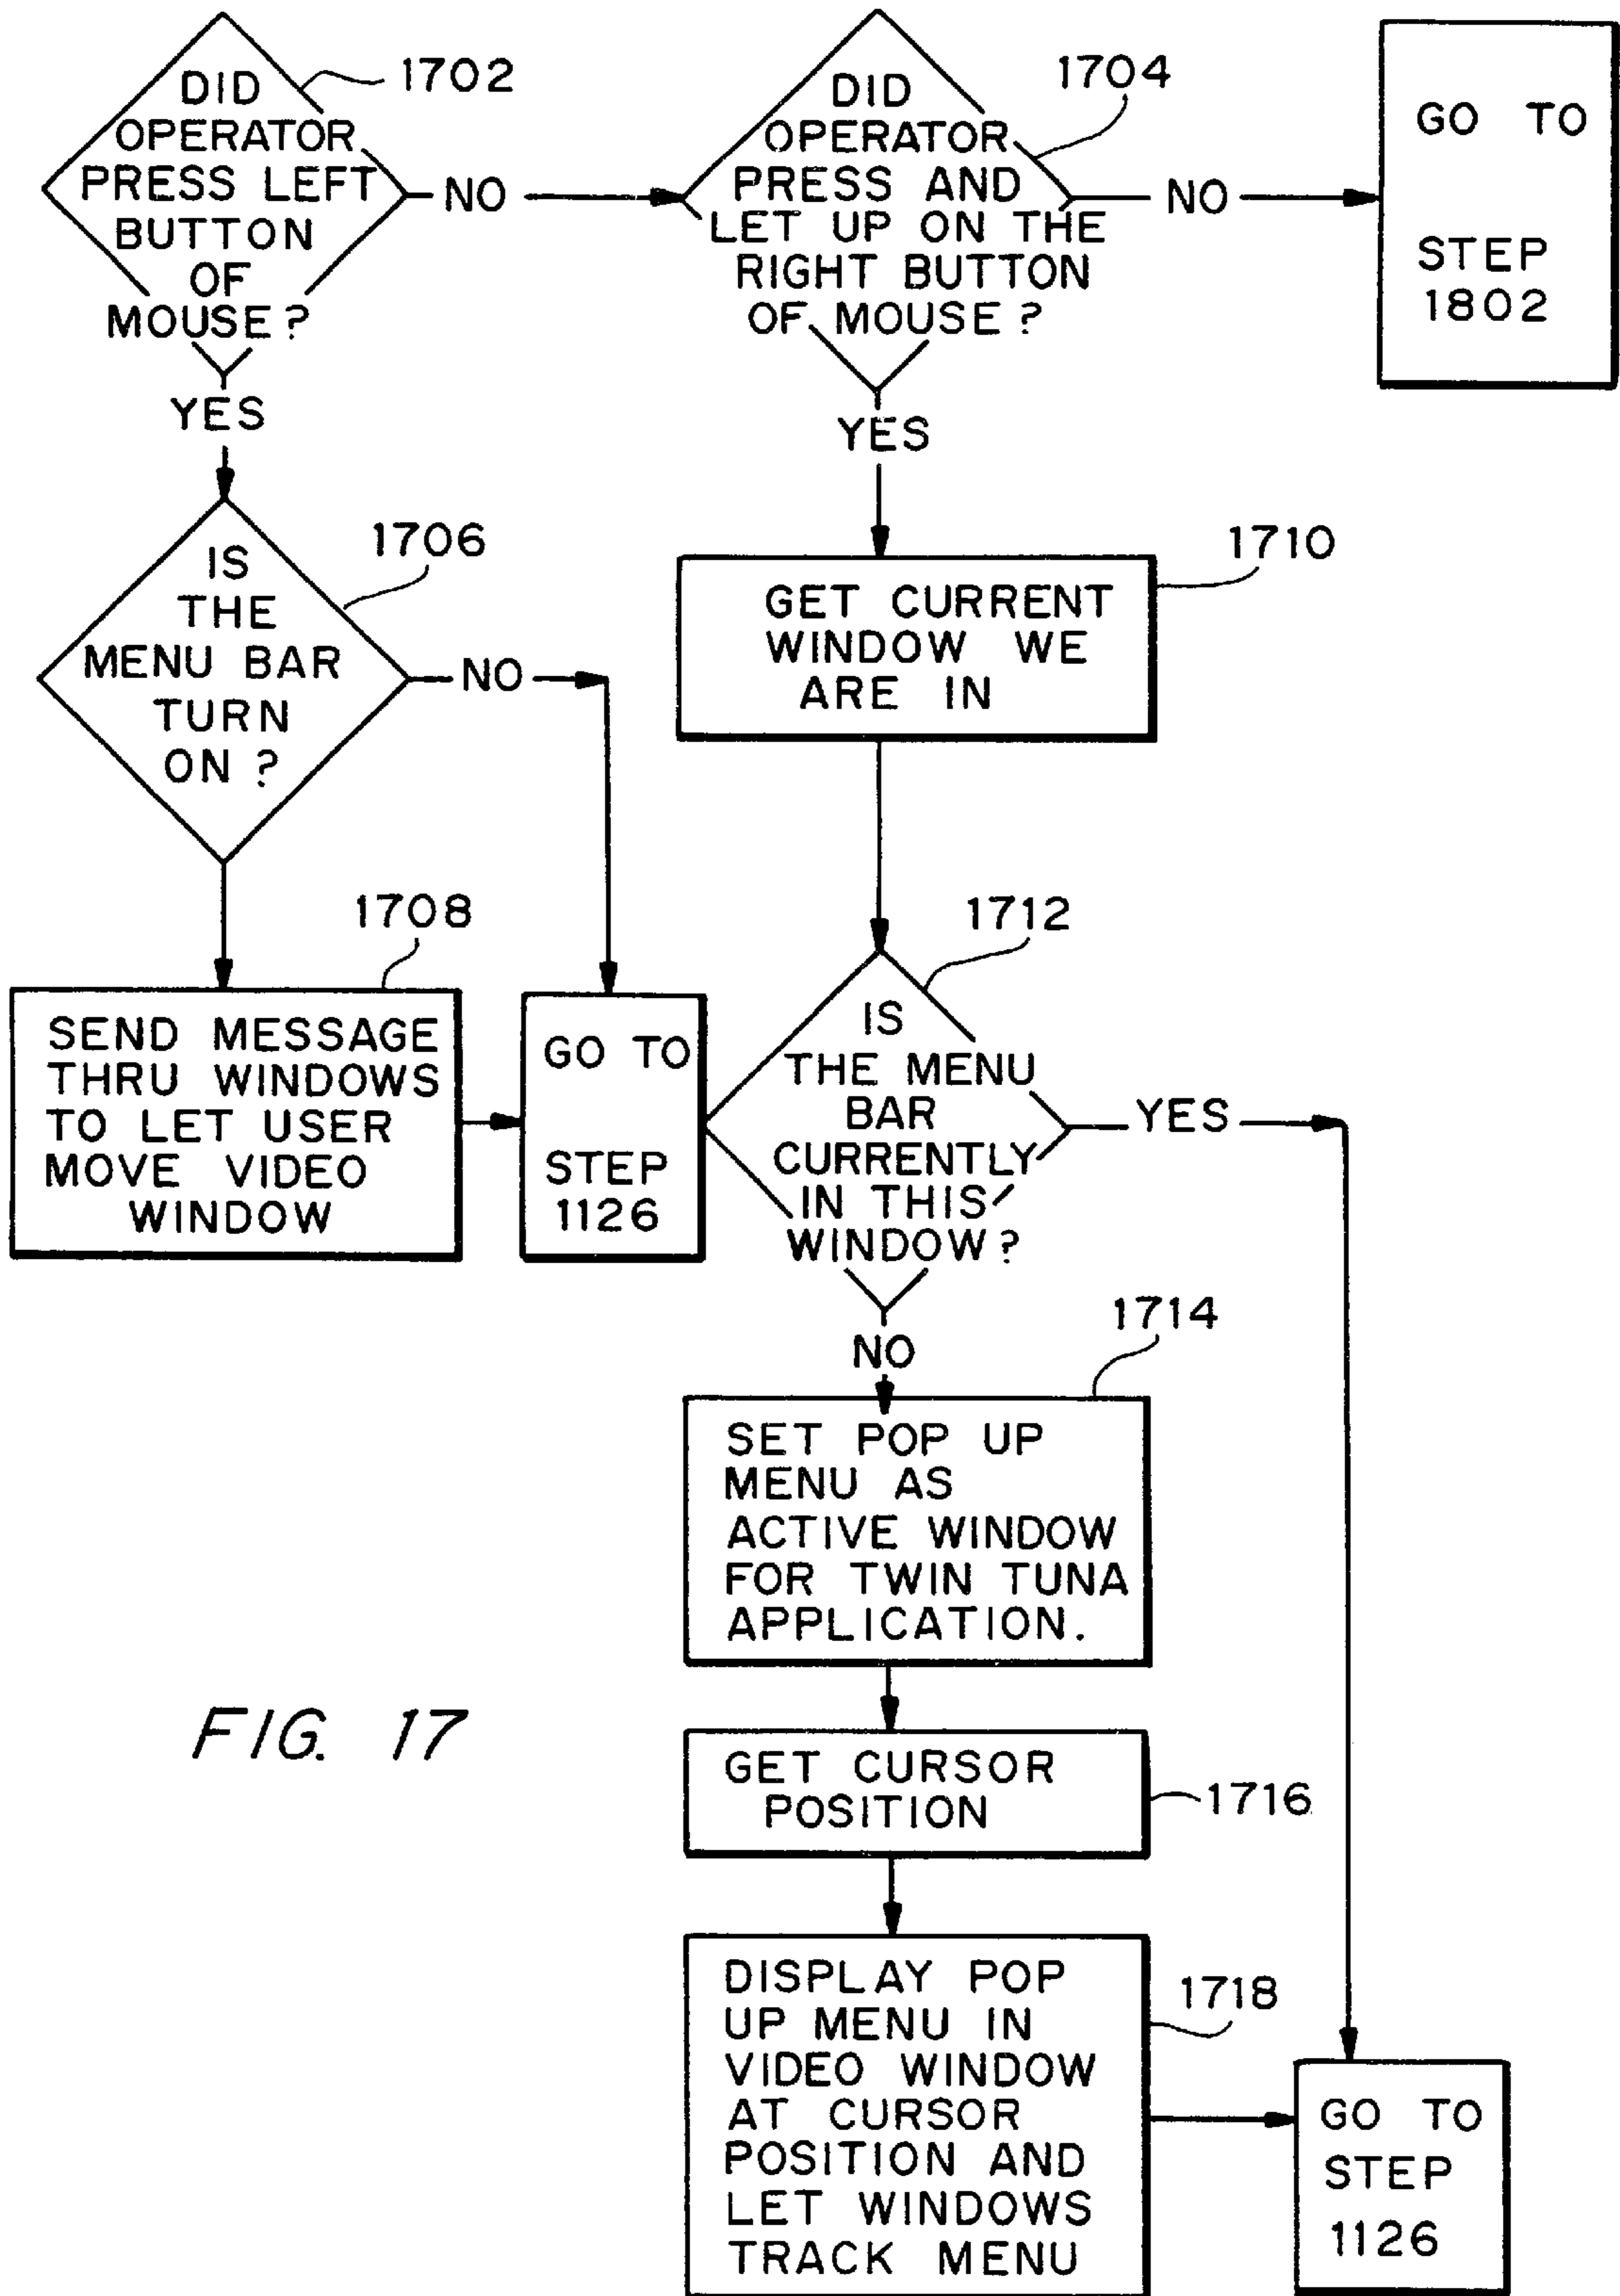 DID
OPERATOR
PRESS LEFT
BUTTON
OF
MOUSE?
1702
NO
YES
DID
OPERATOR
PRESS AND
LET UP ON THE
RIGHT BUTTON
OF MOUSE?
1704
NO
YES
GO TO
STEP
1802
IS
THE
MENU BAR
TURN
ON?
1706
NO
GET CURRENT
WINDOW WE
ARE IN
1710
SEND MESSAGE
THRU WINDOWS
TO LET USER
MOVE VIDEO
WINDOW
1708
GO TO
STEP
1126
IS
THE MENU
BAR
CURRENTLY
IN THIS
WINDOW?
1712
YES
NO
SET POP UP
MENU AS
ACTIVE WINDOW
FOR TWIN TUNA
APPLICATION.
1714
GET CURSOR
POSITION
1716
DISPLAY POP
UP MENU IN
VIDEO WINDOW
AT CURSOR
POSITION AND
LET WINDOWS
TRACK MENU
1718
GO TO
STEP
1126
FIG. 17